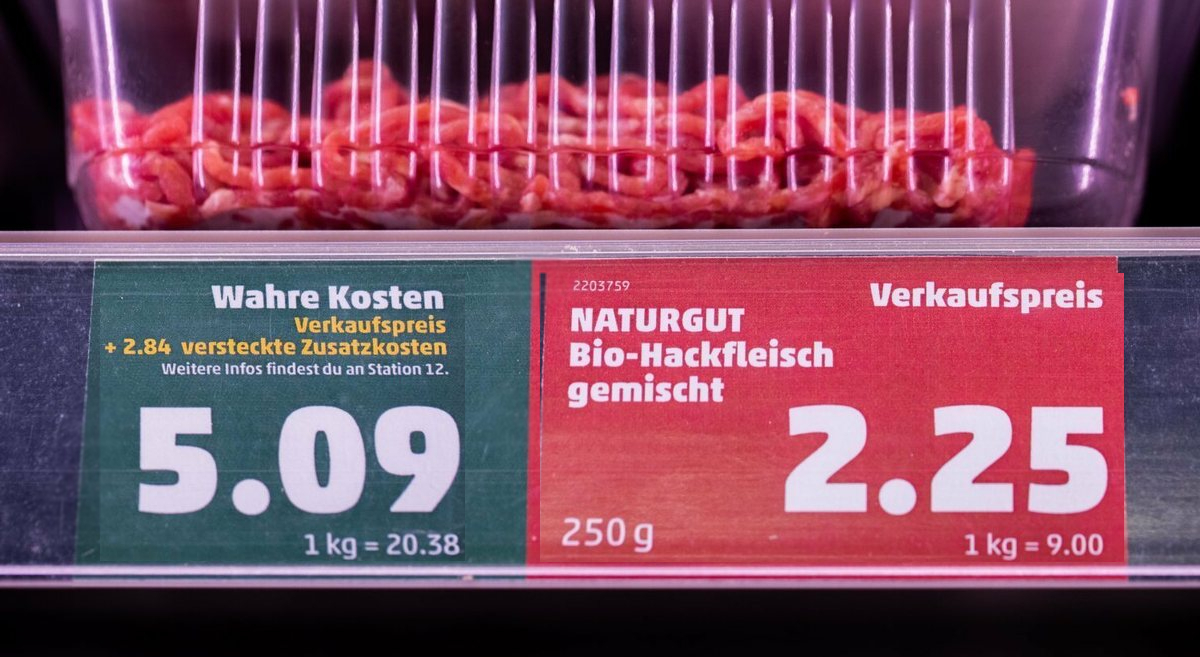 Wahre Kosten
Verkaufspreis
+ 2.84 versteckte Zusatzkosten
Weitere Infos findest du an Station 12.
5.09
1 kg = 20.38
2203759
Verkaufspreis
NATURGUT
Bio-Hackfleisch
gemischt
2.25
250 g
1 kg = 9.00